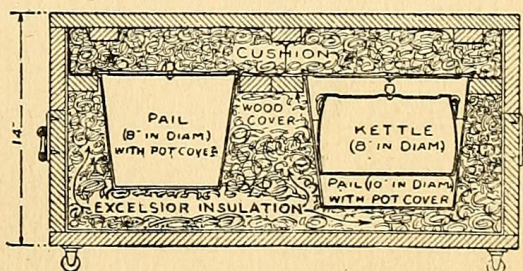 CUSHION
14"
PAIL
(8" IN DIAM)
WITH POT COVER
WOOD
COVER
KETTLE
(8" IN DIAM)
PAIL (10" IN DIAM)
WITH POT COVER
EXCELSIOR INSULATION